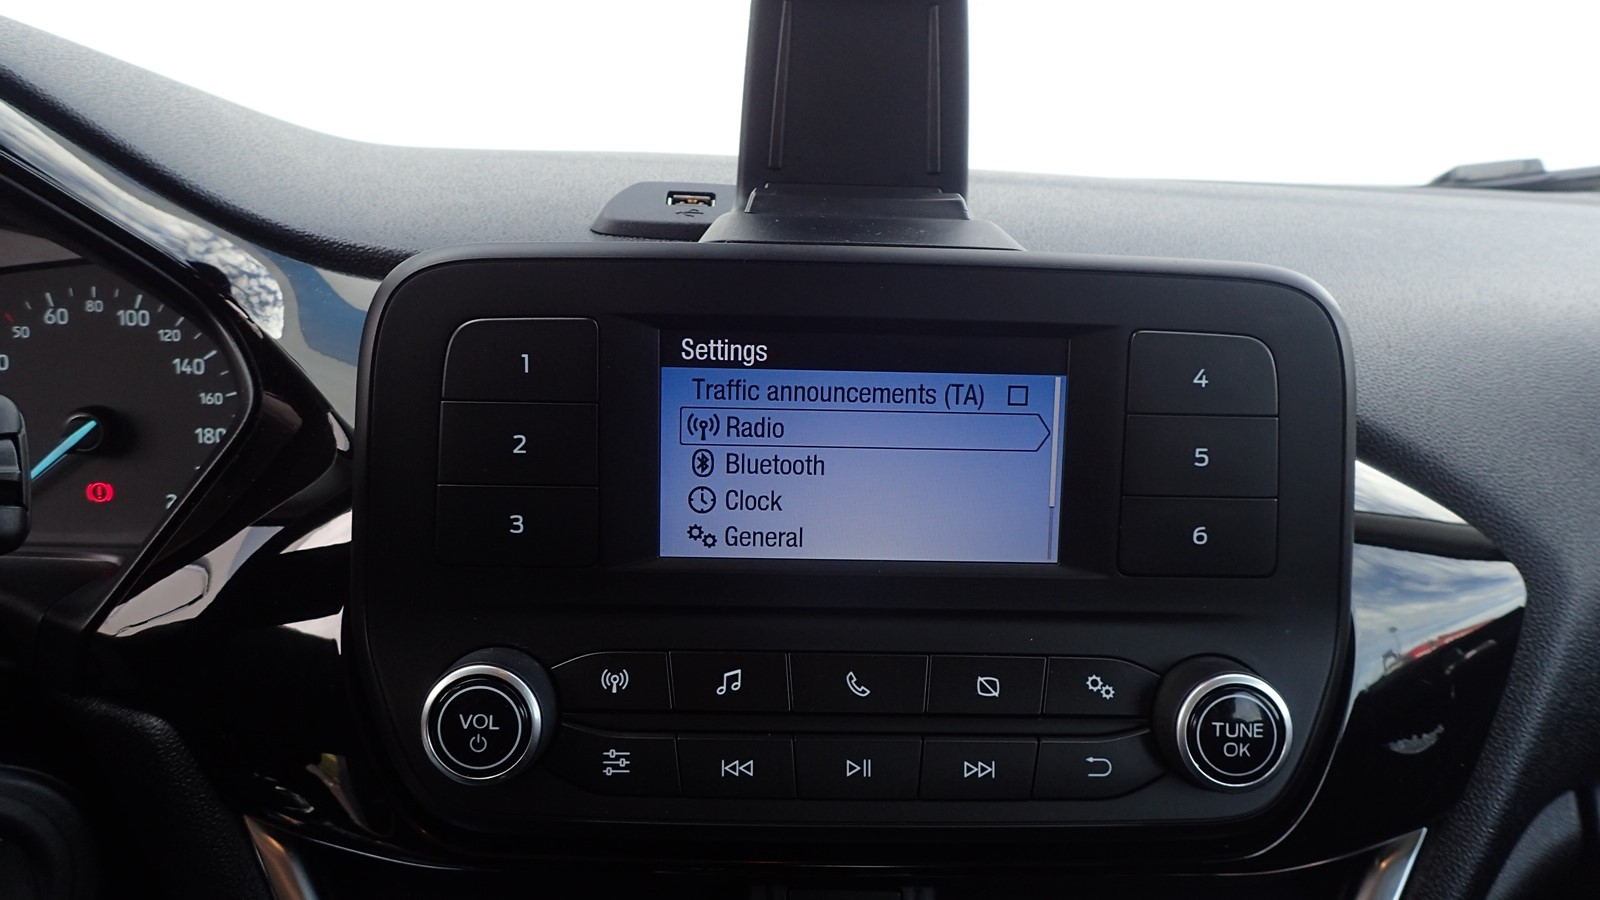 50
60
80
100
120
140
160
180
1
2
3
Settings
Traffic announcements (TA)
Radio
Bluetooth
Clock
General
4
5
6
VOL
TUNE
OK